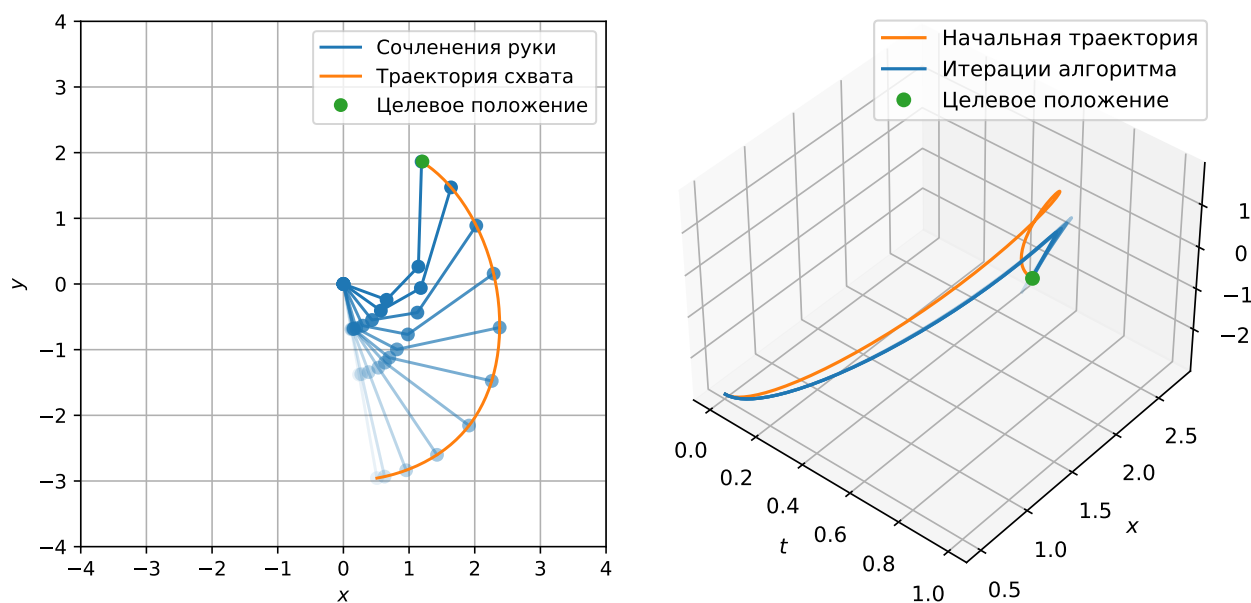 Сочленения руки
Траектория схвата
Целевое положение
4
3
2
1
0
−1
−2
−3
−4
y
−4 −3 −2 −1 0 1 2 3 4
x
Начальная траектория
Итерации алгоритма
Целевое положение
1
0
−1
−2
0.0 0.2 0.4 0.6 0.8 1.0
t
0.5 1.0 1.5 2.0 2.5
x